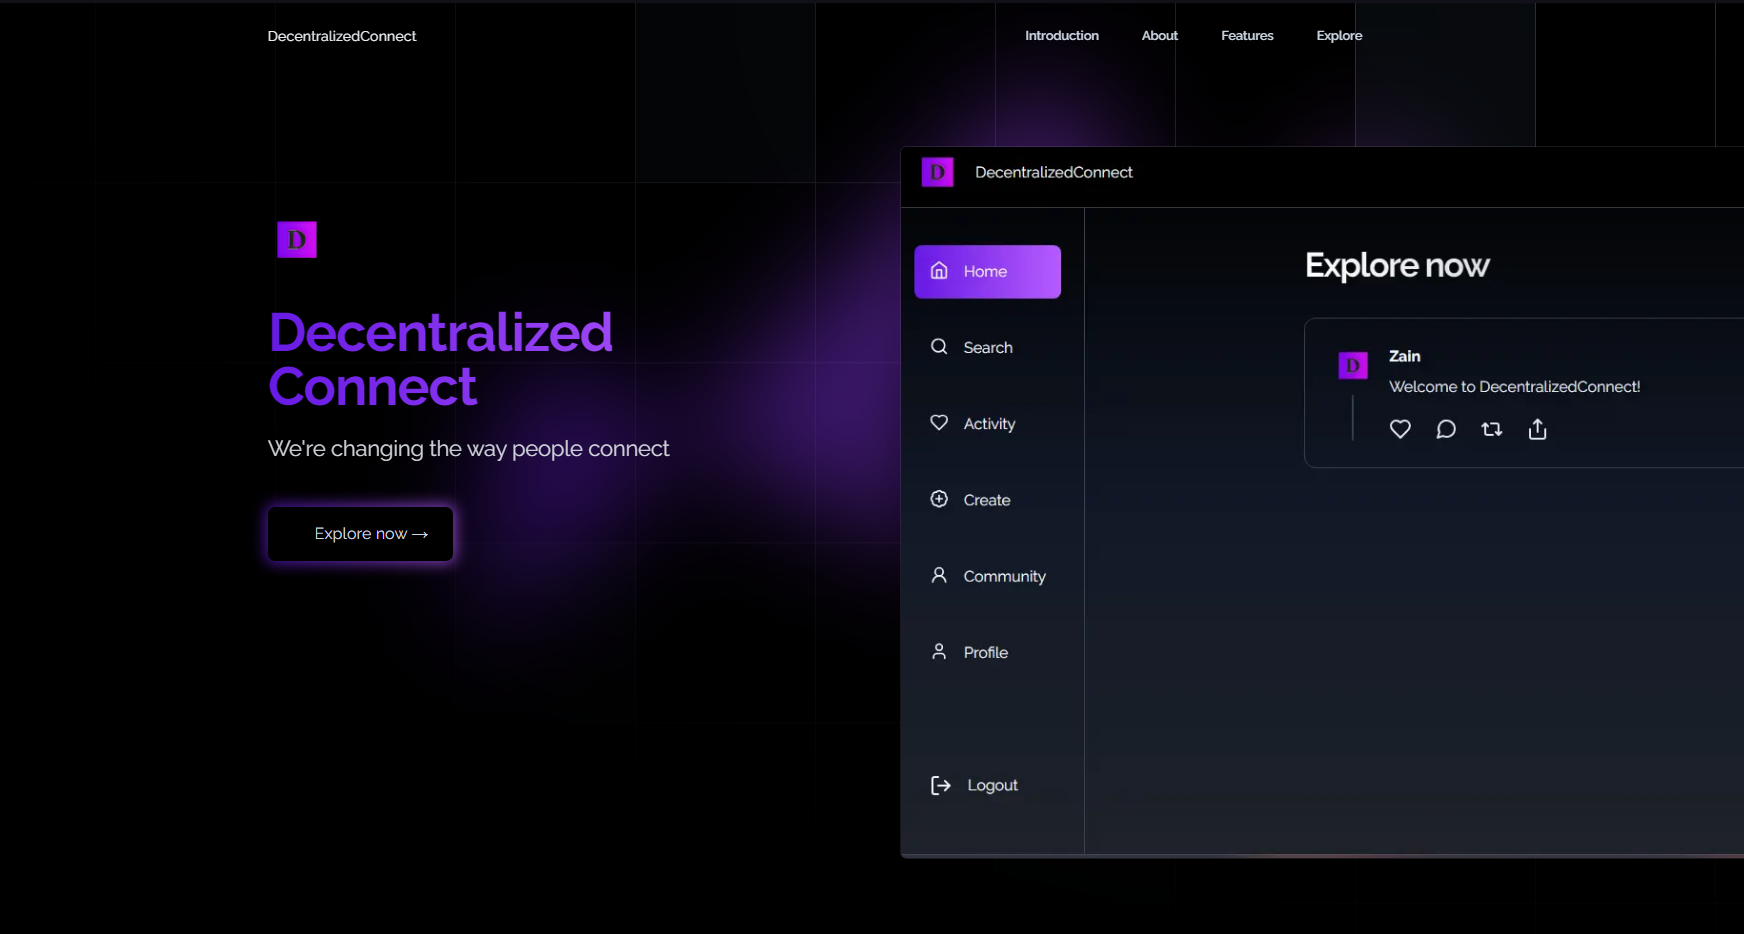 DecentralizedConnect
Introduction About Features Explore
D
Decentralized
Connect
We're changing the way people connect
Explore now →
D DecentralizedConnect
Home
Search
Activity
Create
Community
Profile
Logout
Explore now
D
Zain
Welcome to DecentralizedConnect!